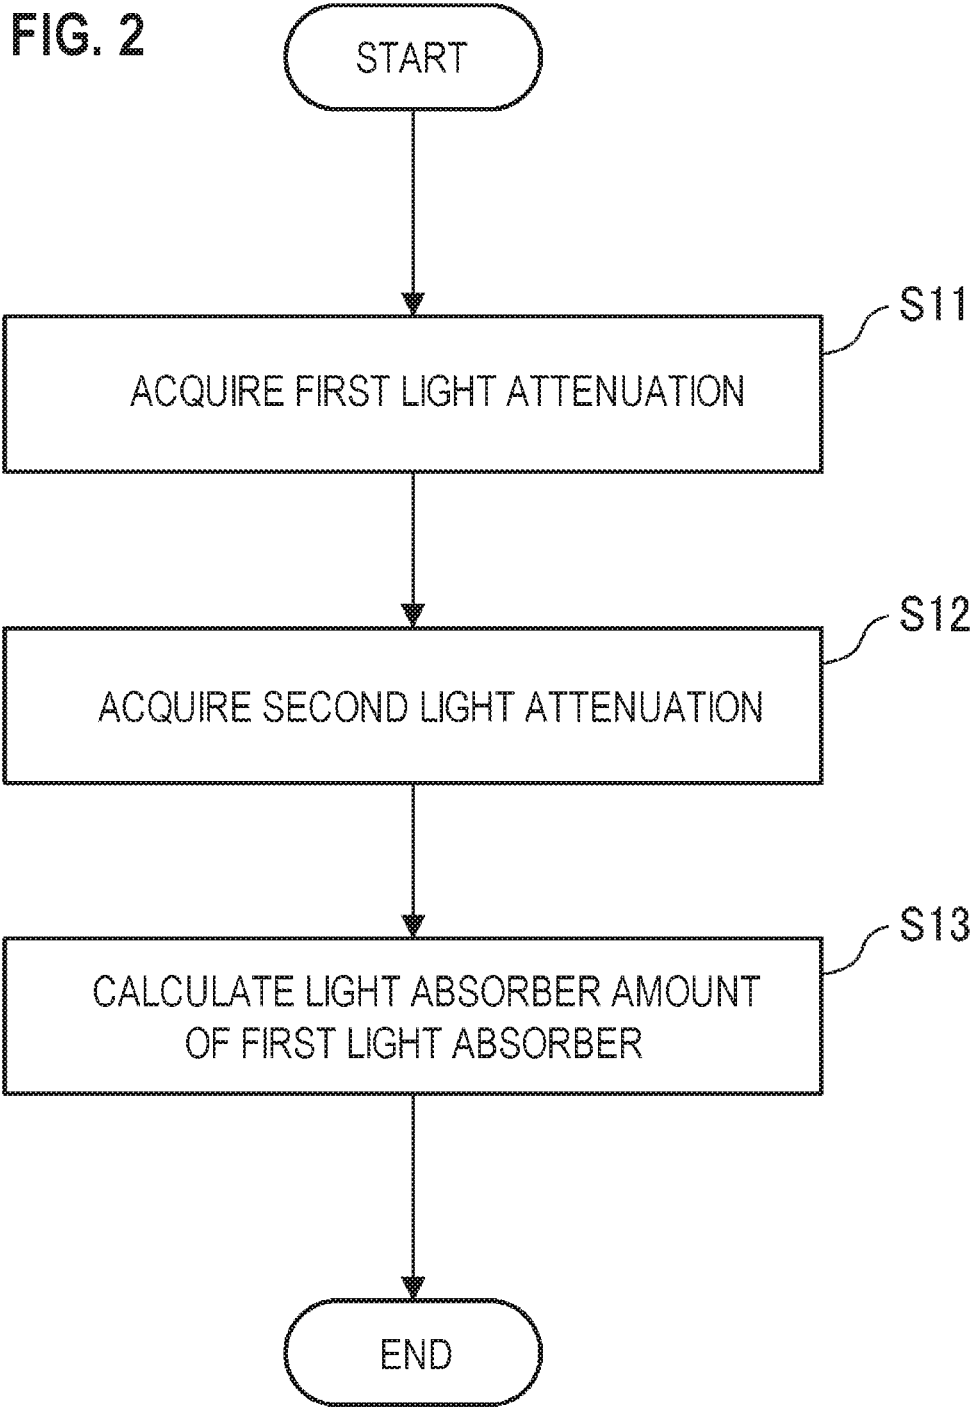 FIG. 2
START
S11
ACQUIRE FIRST LIGHT ATTENUATION
S12
ACQUIRE SECOND LIGHT ATTENUATION
S13
CALCULATE LIGHT ABSORBER AMOUNT
OF FIRST LIGHT ABSORBER
END